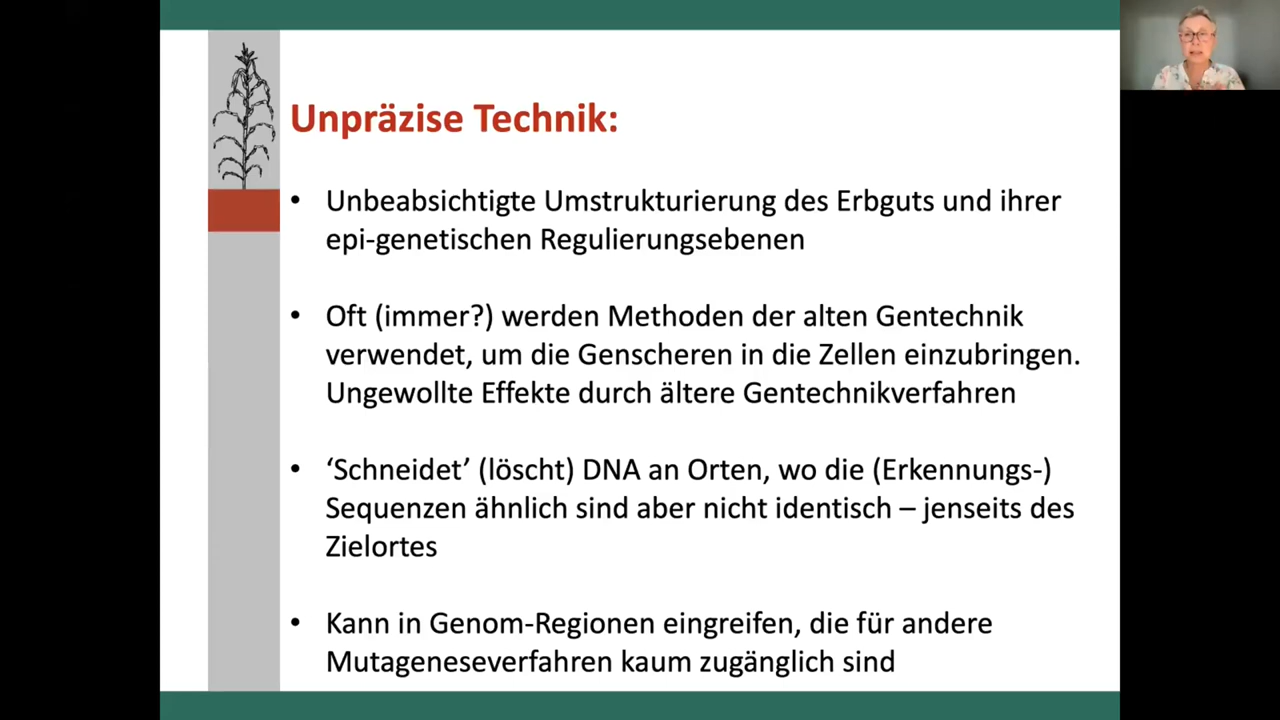 Unpräzise Technik:
• Unbeabsichtigte Umstrukturierung des Erbguts und ihrer
epi-genetischen Regulierungsebenen
• Oft (immer?) werden Methoden der alten Gentechnik
verwendet, um die Genscheren in die Zellen einzubringen.
Ungewollte Effekte durch ältere Gentechnikverfahren
• ‘Schneidet’ (löscht) DNA an Orten, wo die (Erkennungs-)
Sequenzen ähnlich sind aber nicht identisch – jenseits des
Zielortes
• Kann in Genom-Regionen eingreifen, die für andere
Mutageneseverfahren kaum zugänglich sind